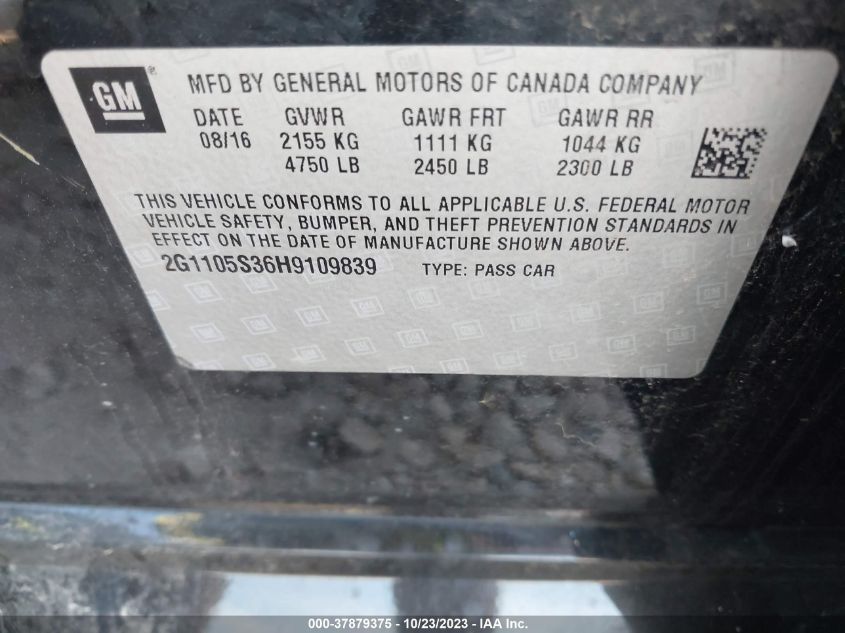 GM ®
MFD BY GENERAL MOTORS OF CANADA COMPANY
DATE GVWR GAWR FRT GAWR RR
08/16 2155 KG 1111 KG 1044 KG
4750 LB 2450 LB 2300 LB
THIS VEHICLE CONFORMS TO ALL APPLICABLE U.S. FEDERAL MOTOR
VEHICLE SAFETY, BUMPER, AND THEFT PREVENTION STANDARDS IN
EFFECT ON THE DATE OF MANUFACTURE SHOWN ABOVE.
2G1105S36H9109839 TYPE: PASS CAR
000-37879375 - 10/23/2023 - IAA Inc.